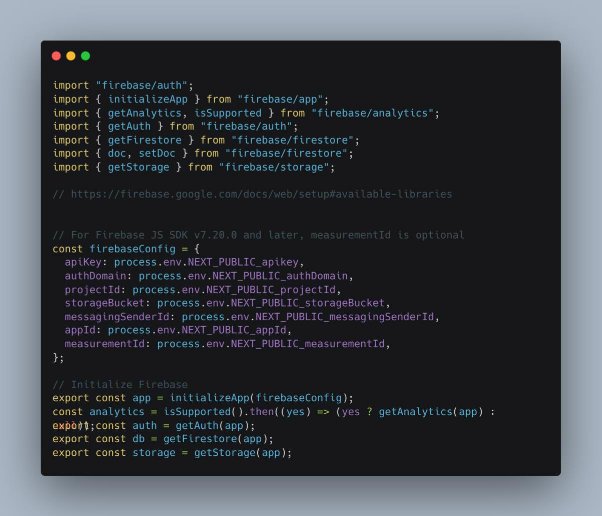 import "firebase/auth";
import { initializeApp } from "firebase/app";
import { getAnalytics, isSupported } from "firebase/analytics";
import { getAuth } from "firebase/auth";
import { getFirestore } from "firebase/firestore";
import { doc, setDoc } from "firebase/firestore";
import { getStorage } from "firebase/storage";
// https://firebase.google.com/docs/web/setup#available-libraries
// For Firebase JS SDK v7.20.0 and later, measurementId is optional
const firebaseConfig = {
apiKey: process.env.NEXT_PUBLIC_apikey,
authDomain: process.env.NEXT_PUBLIC_authDomain,
projectId: process.env.NEXT_PUBLIC_projectId,
storageBucket: process.env.NEXT_PUBLIC_storageBucket,
messagingSenderId: process.env.NEXT_PUBLIC_messagingSenderId,
appId: process.env.NEXT_PUBLIC_appId,
measurementId: process.env.NEXT_PUBLIC_measurementId,
};
// Initialize Firebase
export const app = initializeApp(firebaseConfig);
const analytics = isSupported().then((yes) => (yes ? getAnalytics(app) :
const auth = getAuth(app);
export const db = getFirestore(app);
export const storage = getStorage(app);